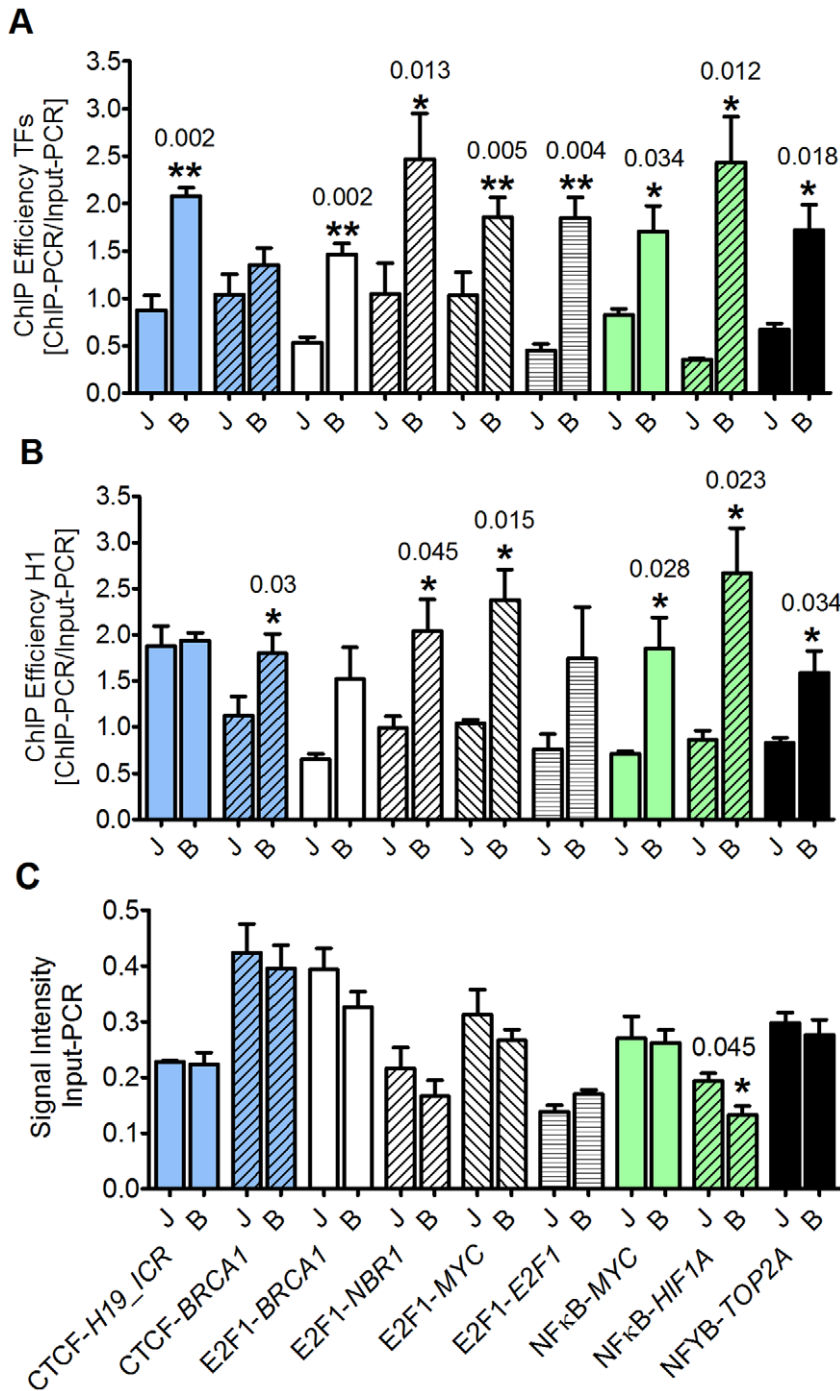 A
ChIP Efficiency TFs
[ChIP-PCR/Input-PCR]
3.5
3.0
2.5
2.0
1.5
1.0
0.5
0.0
0.002
**
0.002
**
0.013
*
0.005
**
0.004
**
0.034
*
0.012
*
0.018
*
J B J B J B J B J B J B J B J B J B
B
ChIP Efficiency H1
[ChIP-PCR/Input-PCR]
3.5
3.0
2.5
2.0
1.5
1.0
0.5
0.0
0.03
*
0.045
*
0.015
*
0.028
*
0.023
*
0.034
*
J B J B J B J B J B J B J B J B J B
C
Signal Intensity
Input-PCR
0.5
0.4
0.3
0.2
0.1
0.0
0.045
*
J B J B J B J B J B J B J B J B J B
CTCF-H19_ICR
CTCF-BRCA1
E2F1-BRCA1
E2F1-NBR1
E2F1-MYC
E2F1-E2F1
NFκB-MYC
NFκB-HIF1A
NFYB-TOP2A